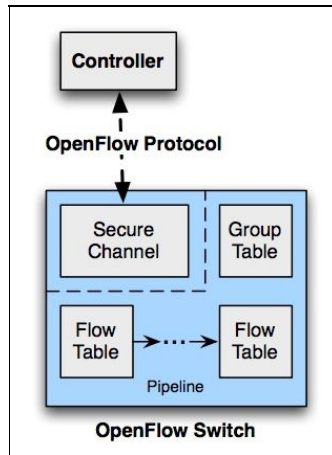 Controller
OpenFlow Protocol
Secure
Channel
Group
Table
Flow
Table
...
Flow
Table
Pipeline
OpenFlow Switch